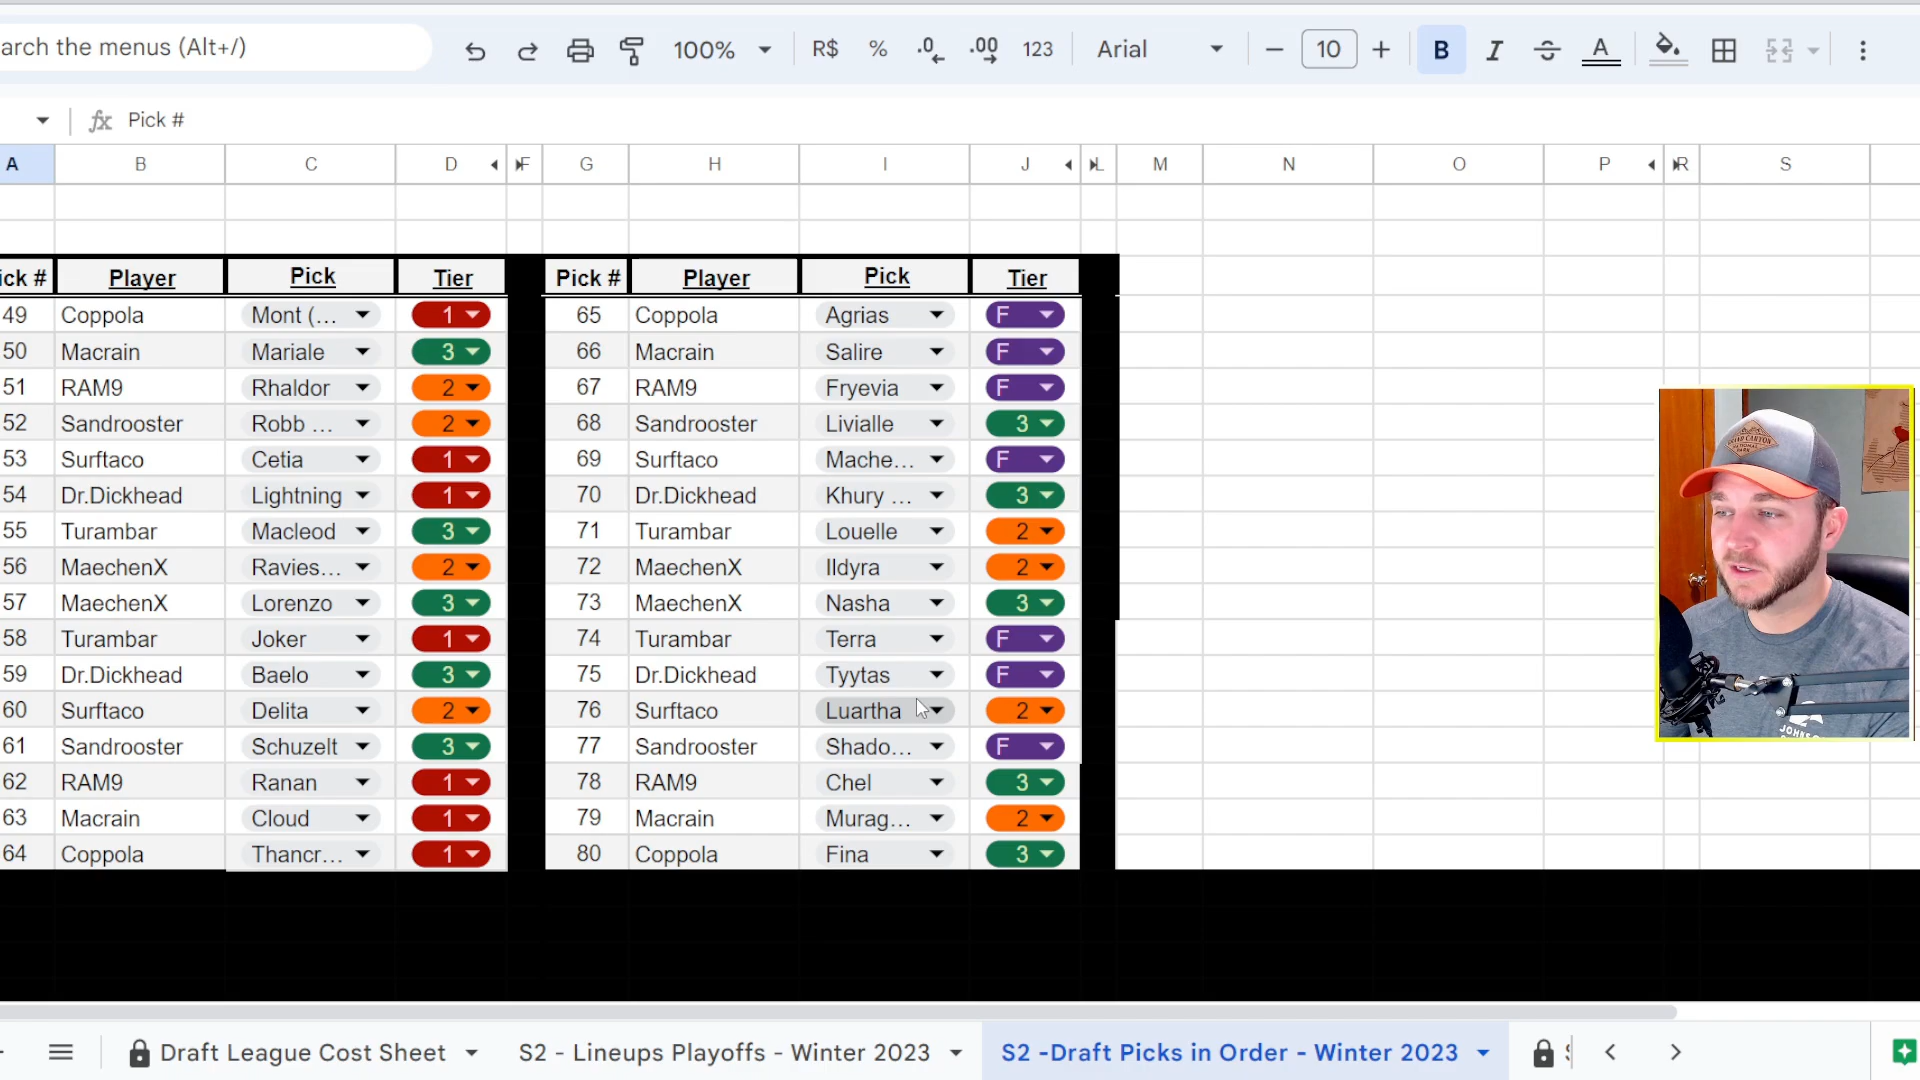 arch the menus (Alt+/)
100% R$ % .0 .00 123 Arial 10 B I A
fx Pick #
A B C D F G H I J L M N O P R S
ick # Player Pick Tier Pick # Player Pick Tier
49 Coppola Mont (... 1 65 Coppola Agrias F
50 Macrain Mariale 3 66 Macrain Salire F
51 RAM9 Rhaldor 2 67 RAM9 Fryevia F
52 Sandrooster Robb ... 2 68 Sandrooster Livialle 3
53 Surftaco Cetia 1 69 Surftaco Mache... F
54 Dr.Dickhead Lightning 1 70 Dr.Dickhead Khury ... 3
55 Turambar Macleod 3 71 Turambar Louelle 2
56 MaechenX Ravies... 2 72 MaechenX Ildyra 2
57 MaechenX Lorenzo 3 73 MaechenX Nasha 3
58 Turambar Joker 1 74 Turambar Terra F
59 Dr.Dickhead Baelo 3 75 Dr.Dickhead Tyytas F
60 Surftaco Delita 2 76 Surftaco Luartha 2
61 Sandrooster Schuzelt 3 77 Sandrooster Shado... F
62 RAM9 Ranan 1 78 RAM9 Chel 3
63 Macrain Cloud 1 79 Macrain Murag... 2
64 Coppola Thancr... 1 80 Coppola Fina 3
CANYON
NATIONAL
PARK
JOHNS
Draft League Cost Sheet S2 - Lineups Playoffs - Winter 2023 S2 -Draft Picks in Order - Winter 2023